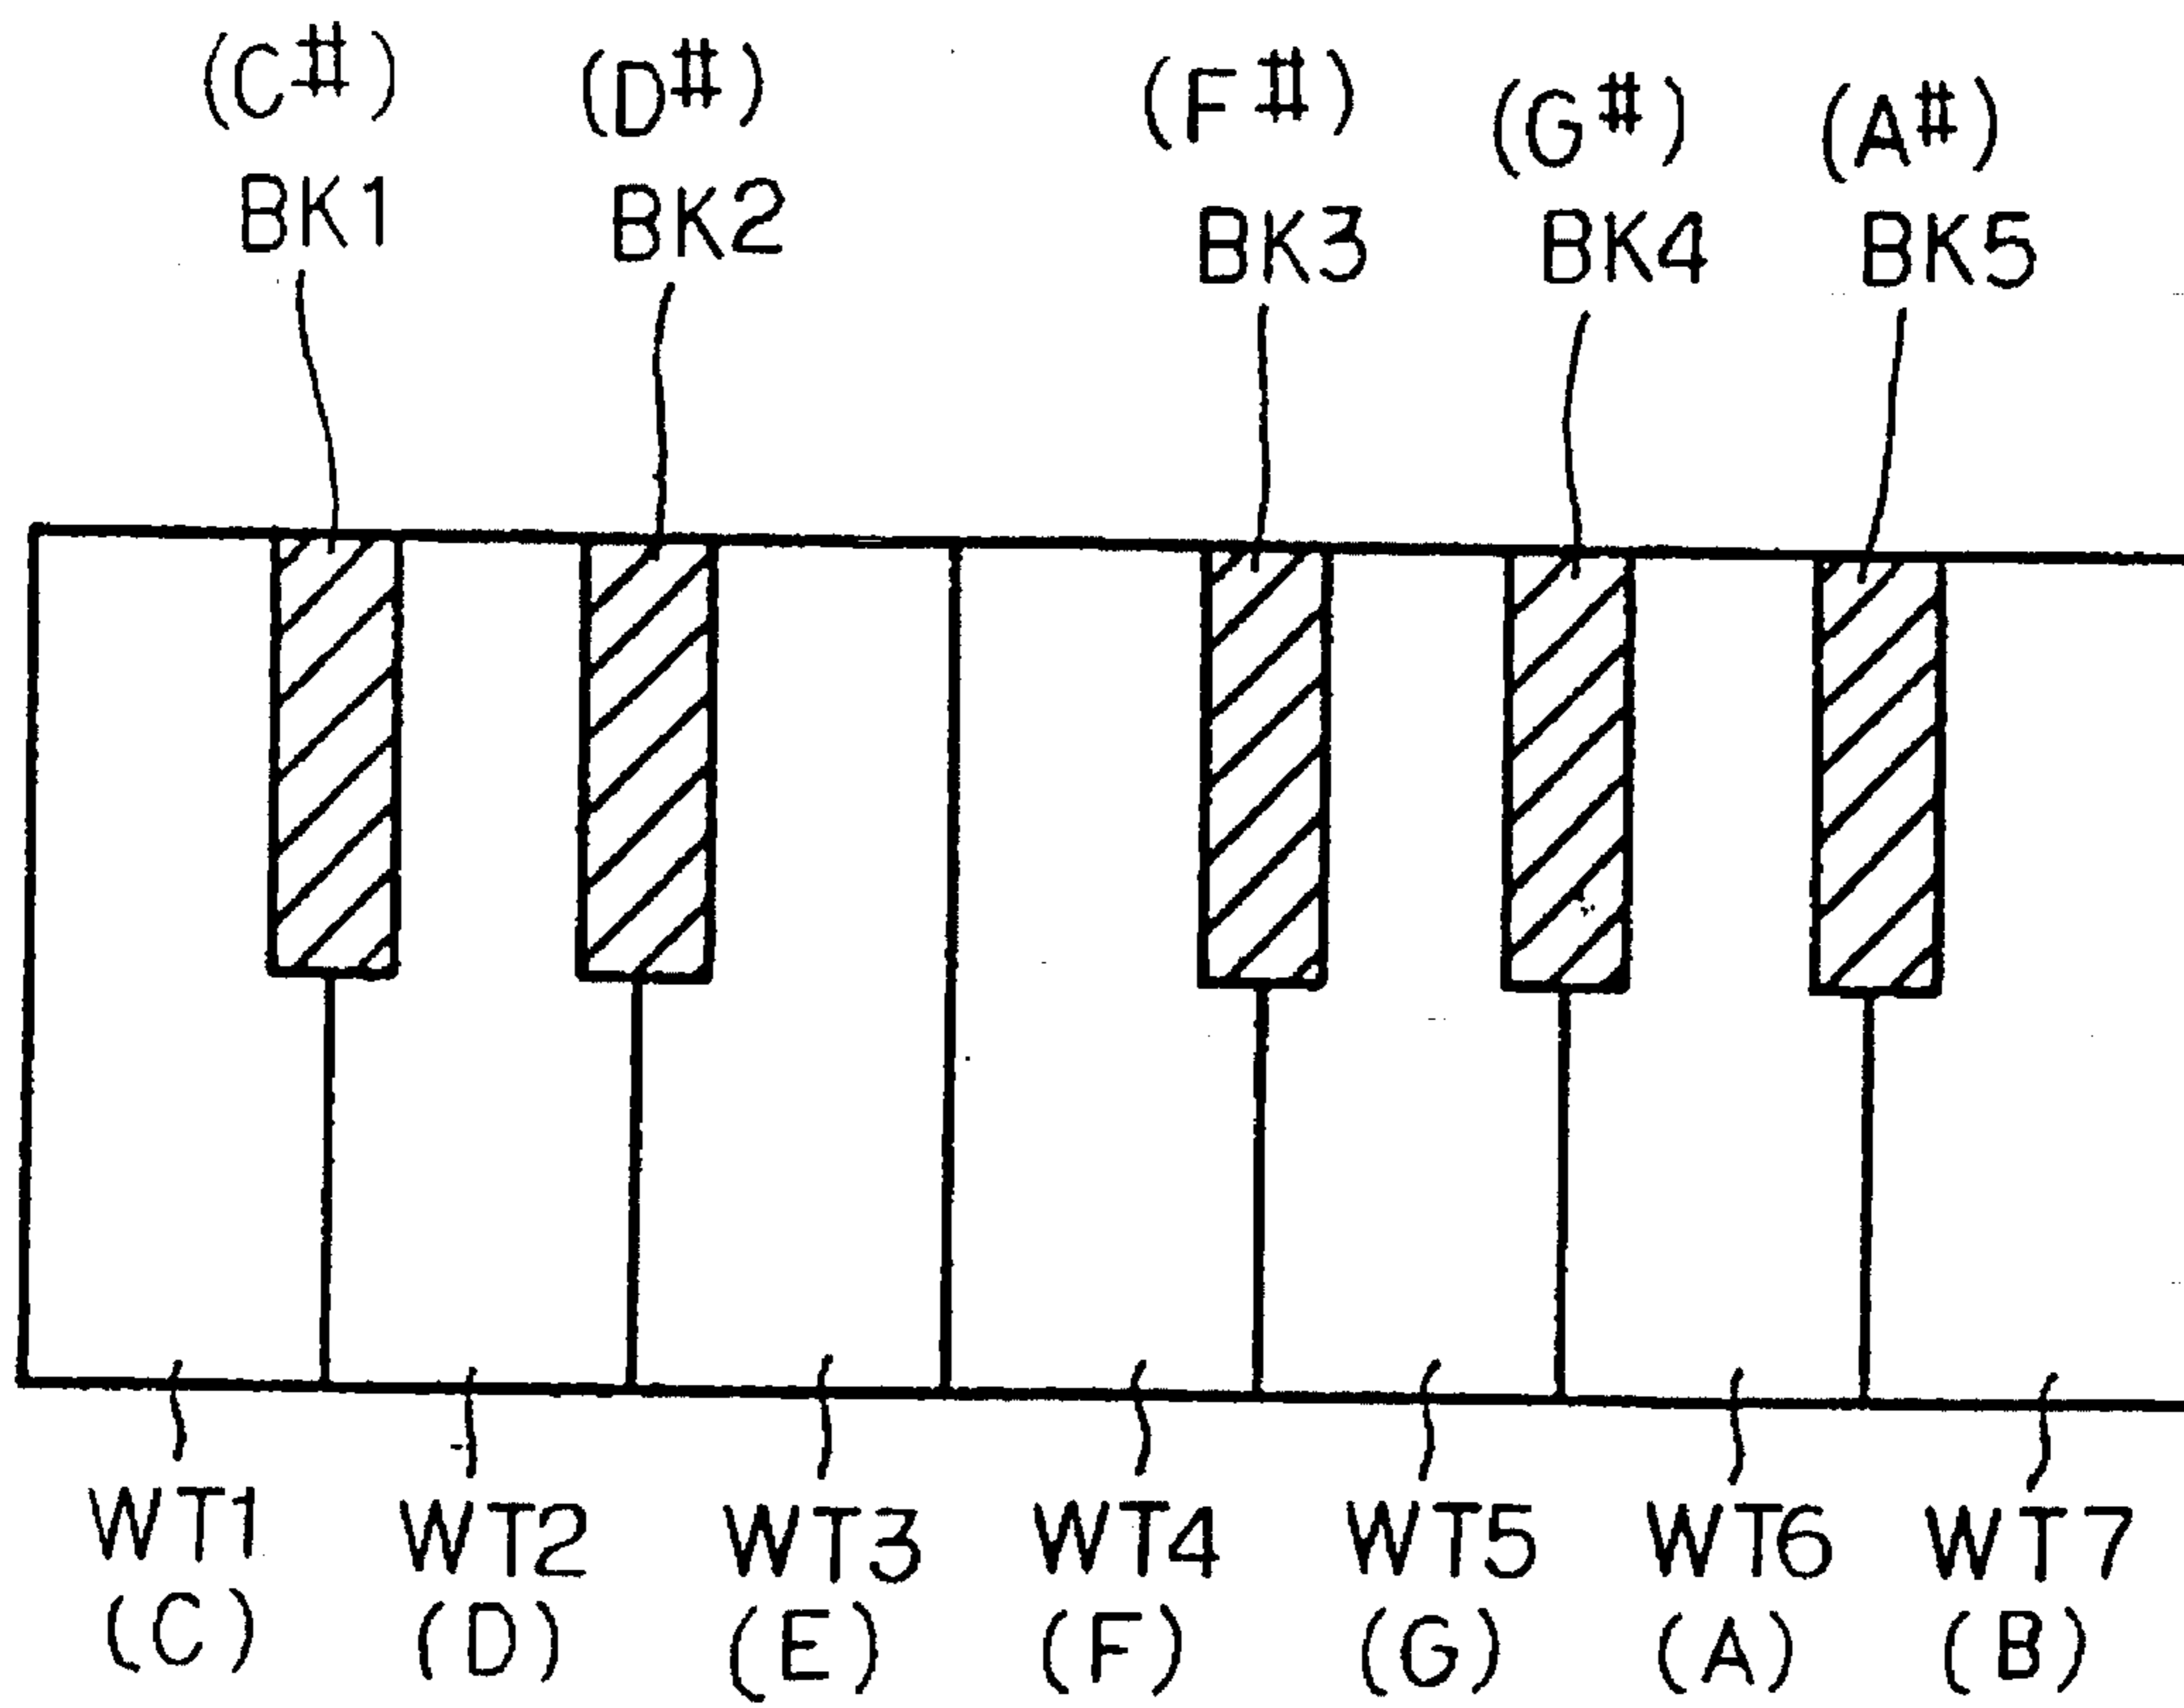 (C#) (D#) (F#) (G#) (A#)
BK1 BK2 BK3 BK4 BK5
WT1 WT2 WT3 WT4 WT5 WT6 WT7
(C) (D) (E) (F) (G) (A) (B)